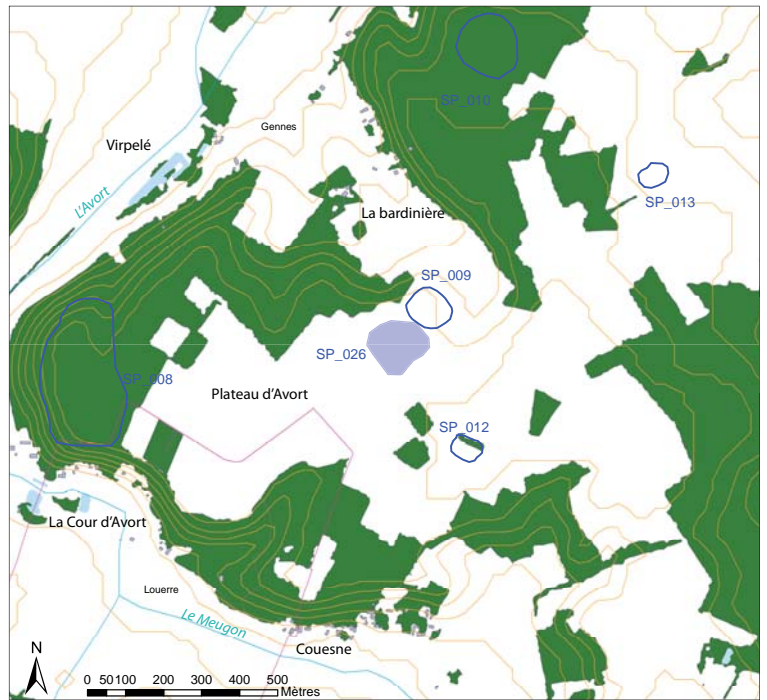 SP_010
Gennes
Virpelé
L'Avort
SP_013
La bardinière
SP_009
SP_026
SP_008
Plateau d'Avort
SP_012
La Cour d'Avort
Louerre
Le Meugon
Couesne
N
0 50100 200 300 400 500
Mètres